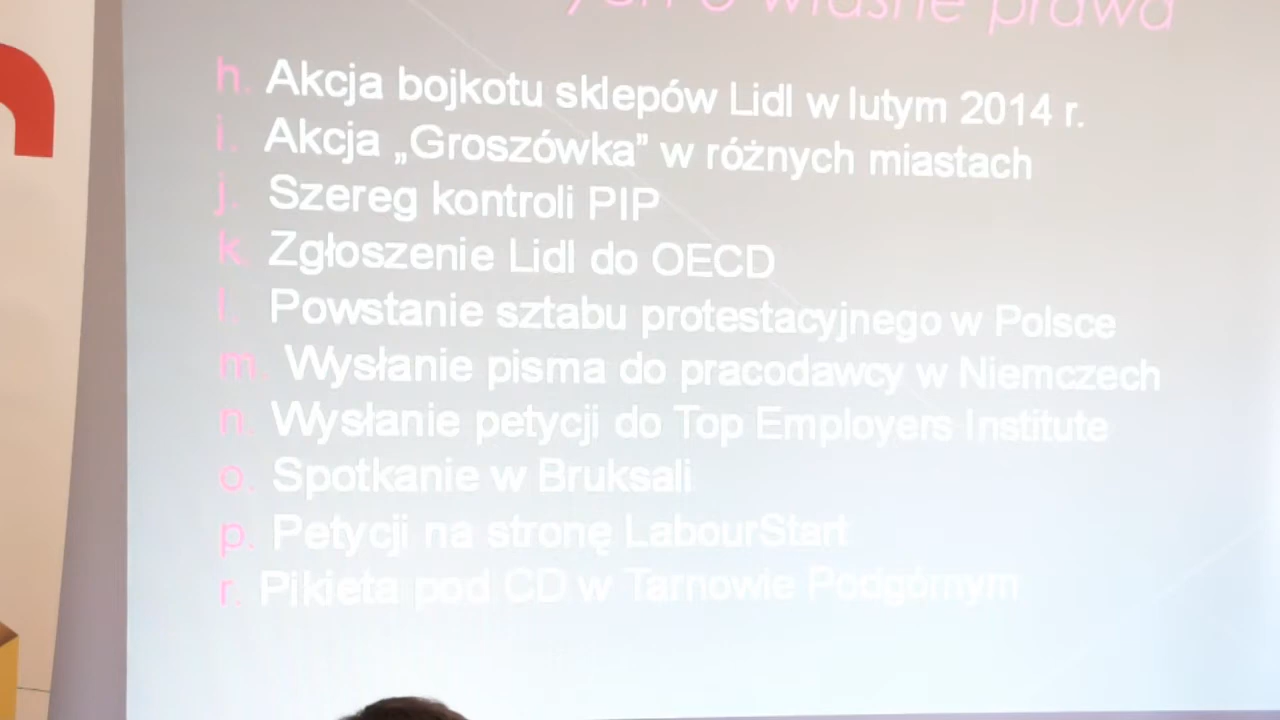 o własne prawa
h. Akcja bojkotu sklepów Lidl w lutym 2014 r.
i. Akcja „Groszówka” w różnych miastach
j. Szereg kontroli PIP
k. Zgłoszenie Lidl do OECD
l. Powstanie sztabu protestacyjnego w Polsce
m. Wysłanie pisma do pracodawcy w Niemczech
n. Wysłanie petycji do Top Employers Institute
o. Spotkanie w Bruksali
p. Petycji na stronę LabourStart
r. Pikieta pod CD w Tarnowie Podgórnym